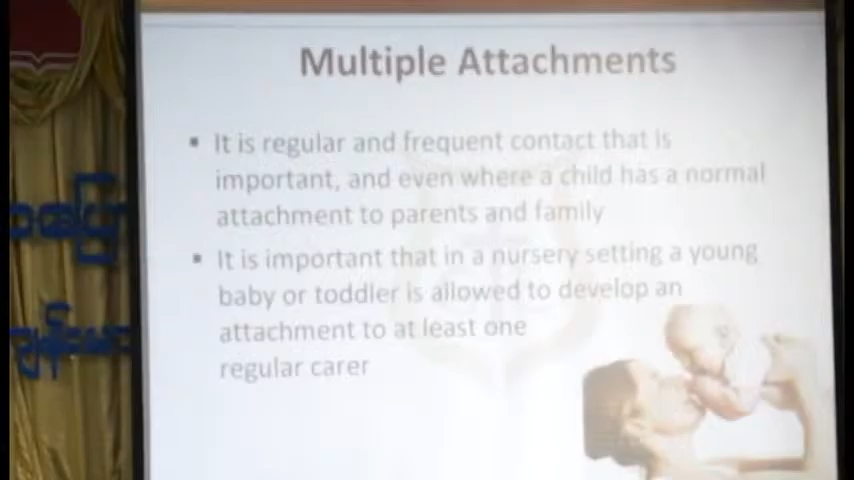 Multiple Attachments
▪ It is regular and frequent contact that is
important, and even where a child has a normal
attachment to parents and family
▪ It is important that in a nursery setting a young
baby or toddler is allowed to develop an
attachment to at least one
regular carer